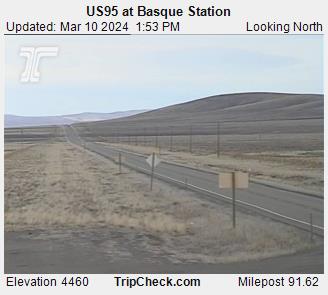 US95 at Basque Station
Updated: Mar 10 2024 1:53 PM Looking North
Elevation 4460 TripCheck.com Milepost 91.62